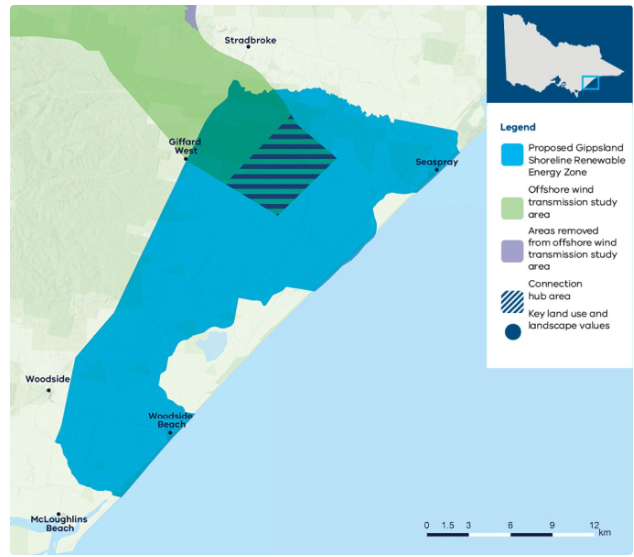 Stradbroke
Giffard
West
Seaspray
Woodside
Woodside
Beach
McLoughlins
Beach
Legend
Proposed Gippsland
Shoreline Renewable
Energy Zone
Offshore wind
transmission study
area
Areas removed
from offshore wind
transmission study
area
Connection
hub area
Key land use and
landscape values
0 1.5 3 6 9 12
km